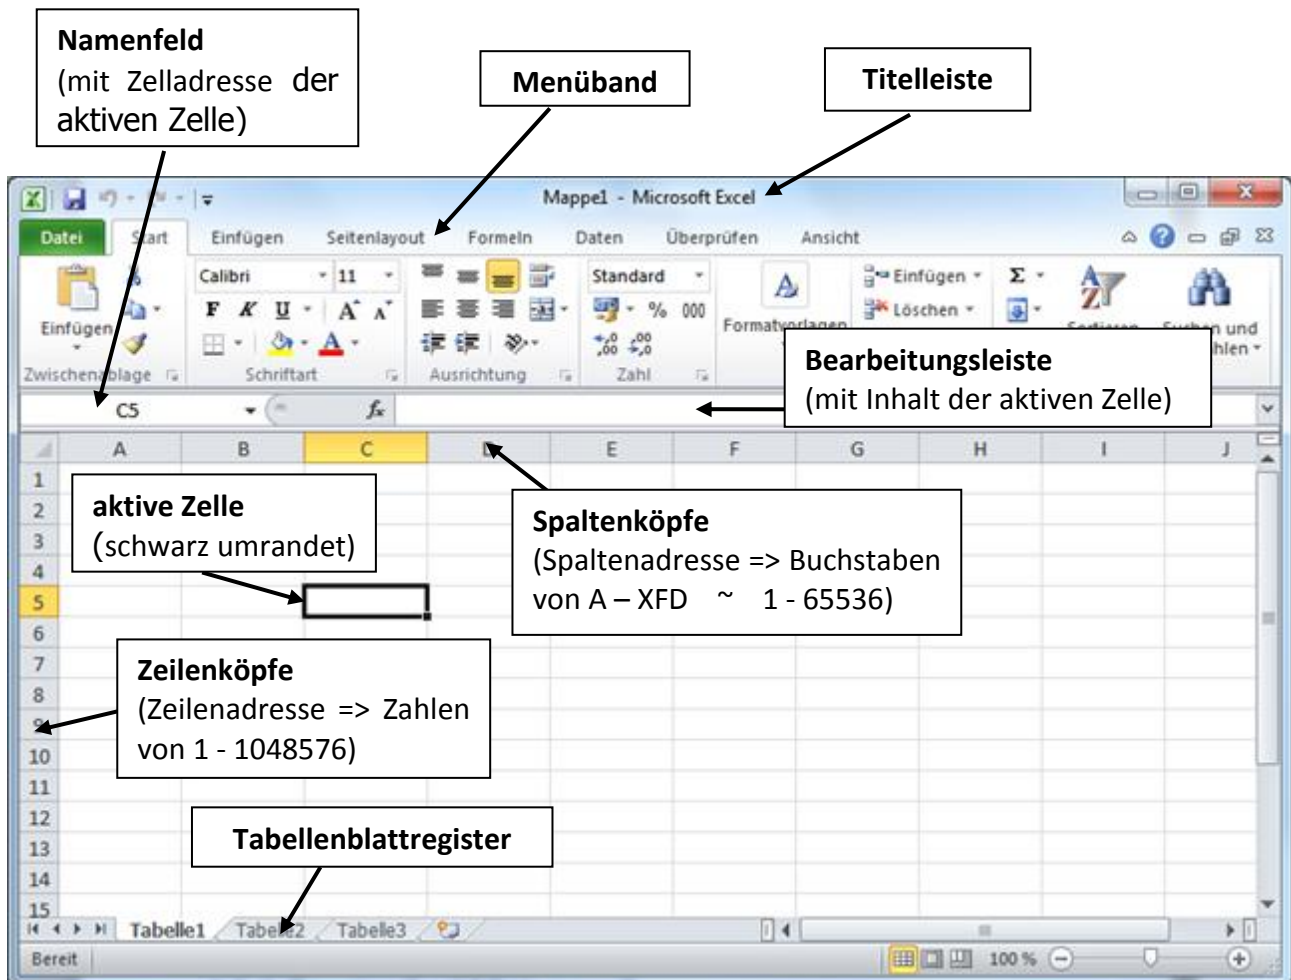 Namenfeld
(mit Zelladresse der
aktiven Zelle)
Menüband
Titelleiste
Mappe1 - Microsoft Excel
Datei Start Einfügen Seitenlayout Formeln Daten Überprüfen Ansicht
Calibri 11 Standard Einfügen Σ
F K U A A % 000 Löschen
Einfügen
Zwischenablage Schriftart Ausrichtung Zahl
Bearbeitungsleiste
(mit Inhalt der aktiven Zelle)
C5 fx
A B C D E F G H I J
1
2
3
4
5
6
7
8
9
10
11
12
13
14
15
aktive Zelle
(schwarz umrandet)
Spaltenköpfe
(Spaltenadresse => Buchstaben
von A – XFD ~ 1 - 65536)
Zeilenköpfe
(Zeilenadresse => Zahlen
von 1 - 1048576)
Tabellenblattregister
Tabelle1 Tabelle2 Tabelle3
Bereit 100 %